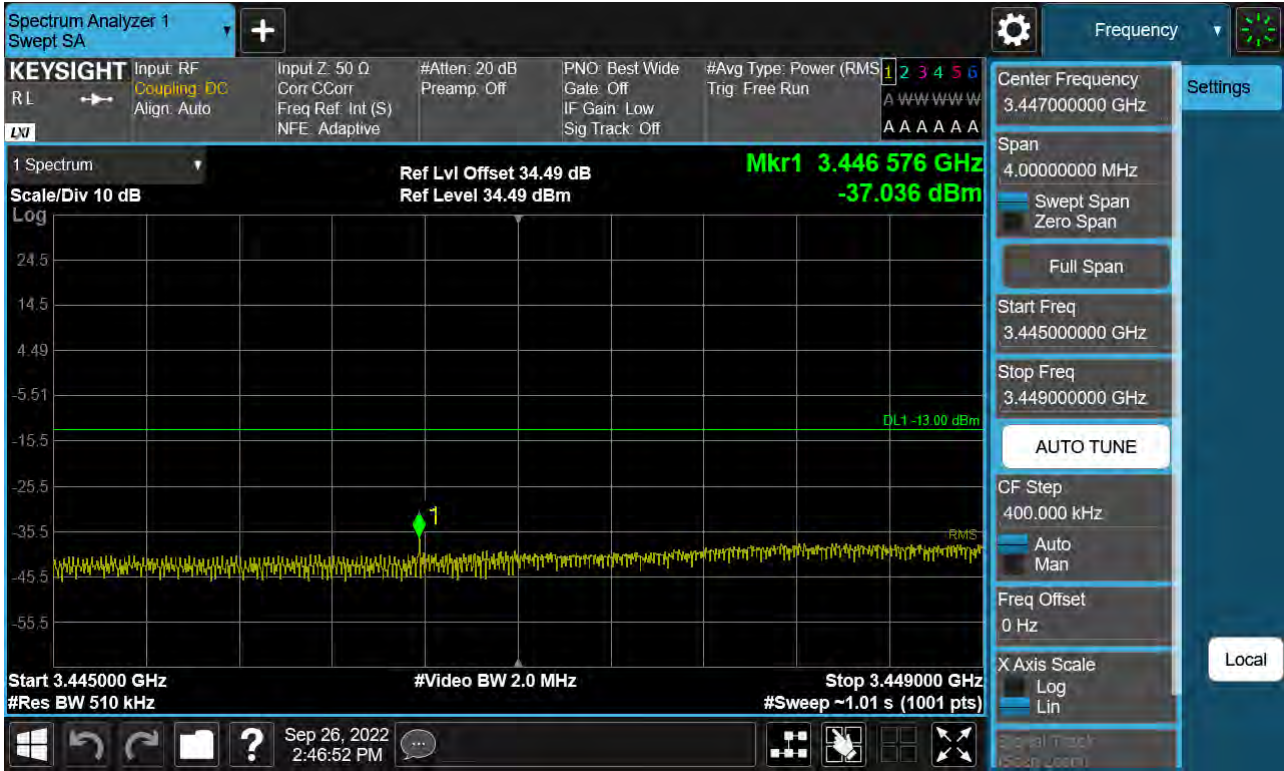 Spectrum Analyzer 1
Swept SA
+
Frequency
KEYSIGHT
RL
LXI
Input: RF
Coupling: DC
Align: Auto
Input Z: 50 Ω
Corr CCorr
Freq Ref: Int (S)
NFE: Adaptive
#Atten: 20 dB
Preamp: Off
PNO: Best Wide
Gate: Off
IF Gain: Low
Sig Track: Off
#Avg Type: Power (RMS
Trig: Free Run
1 2 3 4 5 6
A W W W W W
A A A A A A
1 Spectrum
Scale/Div 10 dB
Log
Ref Lvl Offset 34.49 dB
Ref Level 34.49 dBm
Mkr1 3.446 576 GHz
-37.036 dBm
24.5
14.5
4.49
-5.51
-15.5
-25.5
-35.5
-45.5
-55.5
DL1 -13.00 dBm
1
RMS
Start 3.445000 GHz
#Res BW 510 kHz
#Video BW 2.0 MHz
Stop 3.449000 GHz
#Sweep ~1.01 s (1001 pts)
Center Frequency
3.447000000 GHz
Settings
Span
4.00000000 MHz
Swept Span
Zero Span
Full Span
Start Freq
3.445000000 GHz
Stop Freq
3.449000000 GHz
AUTO TUNE
CF Step
400.000 kHz
Auto
Man
Freq Offset
0 Hz
X Axis Scale
Log
Lin
Local
Signal Track
(Span Zoom)
?
Sep 26, 2022
2:46:52 PM